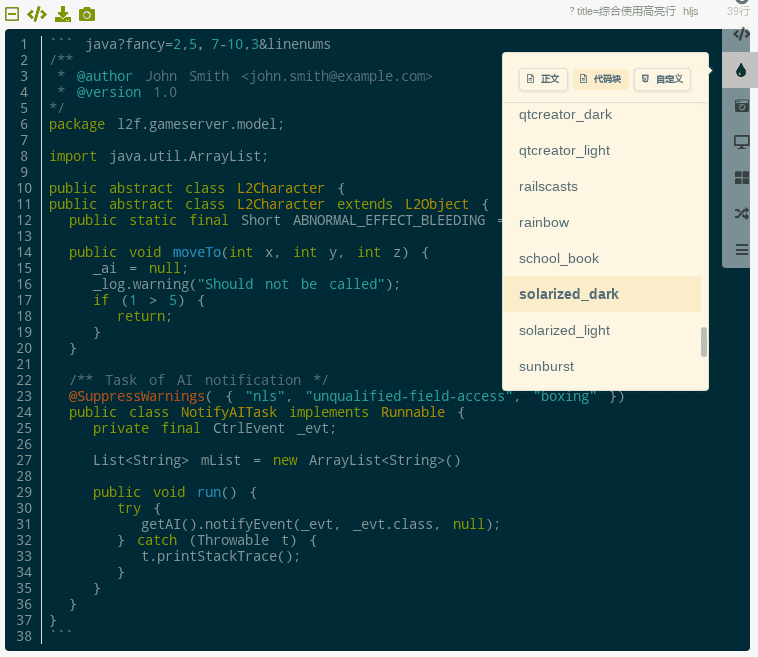 ? title=综合使用高亮行 hljs 39行
1 ``` java?fancy=2,5, 7-10,3&linenums
2 /**
3 * @author John Smith <john.smith@example.com>
4 * @version 1.0
5 */
6 package l2f.gameserver.model;
7
8 import java.util.ArrayList;
9
10 public abstract class L2Character {
11 public abstract class L2Character extends L2Object {
12 public static final Short ABNORMAL_EFFECT_BLEEDING =
13
14 public void moveTo(int x, int y, int z) {
15 _ai = null;
16 _log.warning("Should not be called");
17 if (1 > 5) {
18 return;
19 }
20 }
21
22 /** Task of AI notification */
23 @SuppressWarnings( { "nls", "unqualified-field-access", "boxing" })
24 public class NotifyAITask implements Runnable {
25 private final CtrlEvent _evt;
26
27 List<String> mList = new ArrayList<String>()
28
29 public void run() {
30 try {
31 getAI().notifyEvent(_evt, _evt.class, null);
32 } catch (Throwable t) {
33 t.printStackTrace();
34 }
35 }
36 }
37 }
38 ```
正文 代码块 自定义
qtcreator_dark
qtcreator_light
railscasts
rainbow
school_book
solarized_dark
solarized_light
sunburst